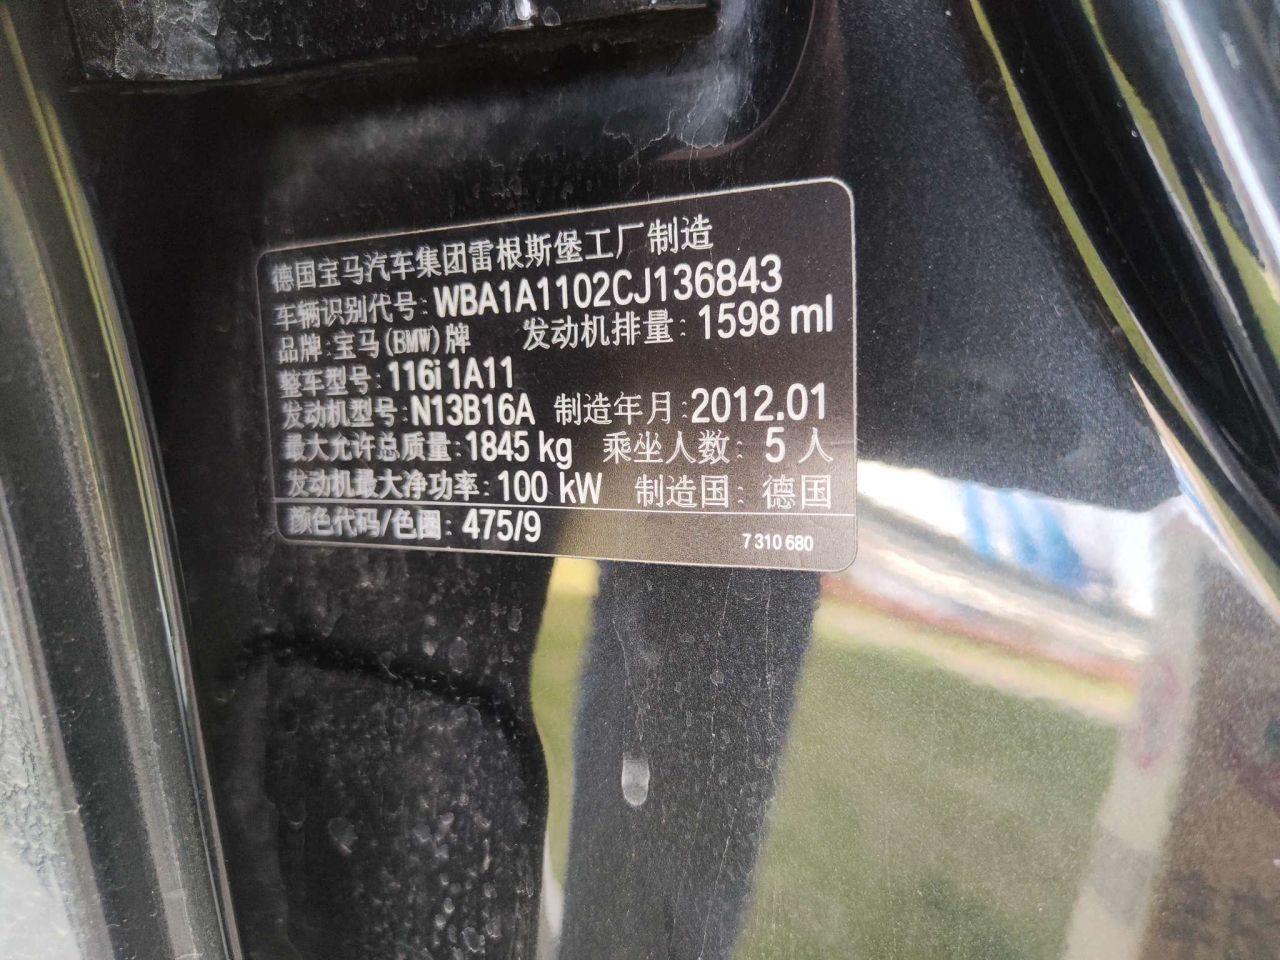 德国宝马汽车集团雷根斯堡工厂制造
车辆识别代号: WBA1A1102CJ136843
品牌:宝马(BMW)牌 发动机排量: 1598 ml
整车型号:116i 1A11
发动机型号:N13B16A 制造年月:2012.01
最大允许总质量:1845 kg 乘坐人数: 5 人
发动机最大净功率: 100 kW 制造国: 德国
颜色代码/色圈: 475/9
7 310 680